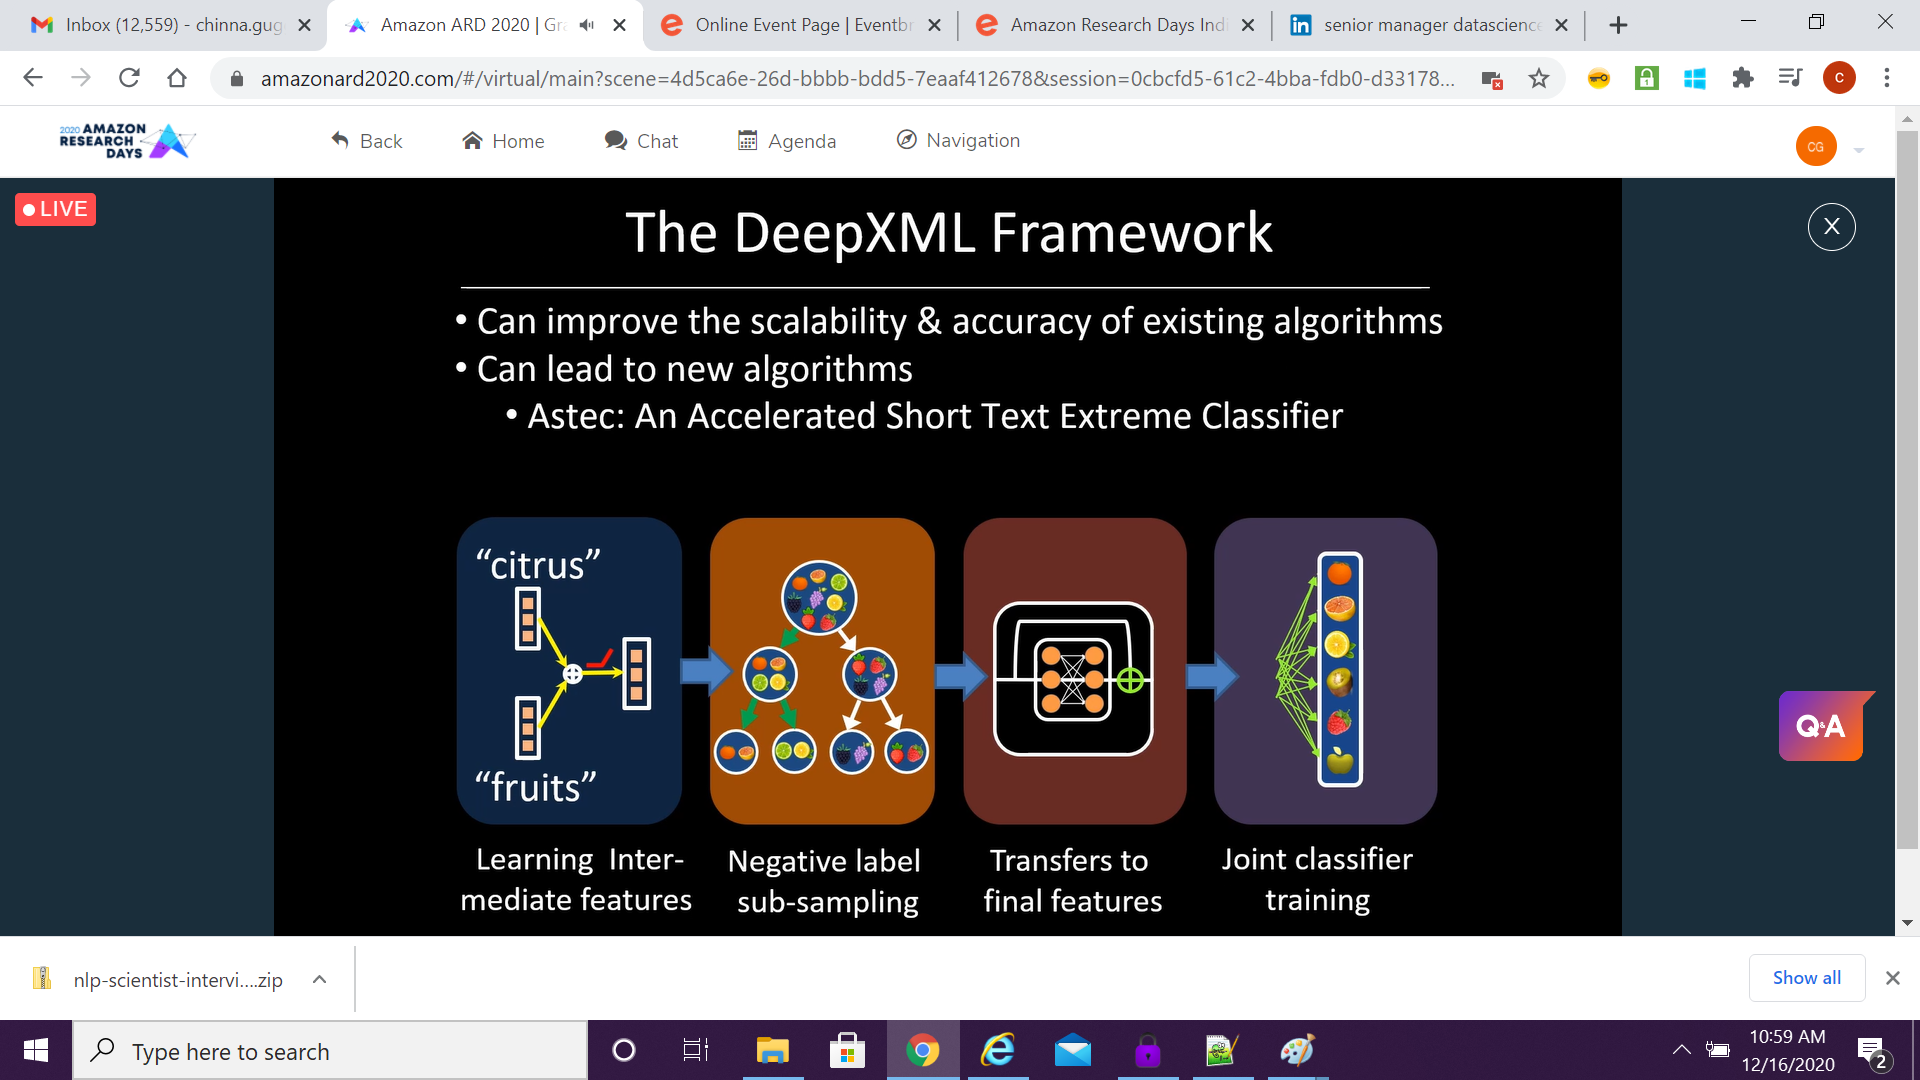 Inbox (12,559) - chinna.gug
Amazon ARD 2020 | Gr
Online Event Page | Eventbr
Amazon Research Days Indi
senior manager datascience
amazonard2020.com/#/virtual/main?scene=4d5ca6e-26d-bbbb-bdd5-7eaaf412678&session=0cbcfd5-61c2-4bba-fdb0-d33178...
C
2020 AMAZON
RESEARCH
DAYS
Back
Home
Chat
Agenda
Navigation
CG
LIVE
X
The DeepXML Framework
• Can improve the scalability & accuracy of existing algorithms
• Can lead to new algorithms
• Astec: An Accelerated Short Text Extreme Classifier
"citrus"
"fruits"
Learning Inter-
mediate features
Negative label
sub-sampling
Transfers to
final features
Joint classifier
training
Q&A
nlp-scientist-intervi....zip
Show all
Type here to search
10:59 AM
12/16/2020
2